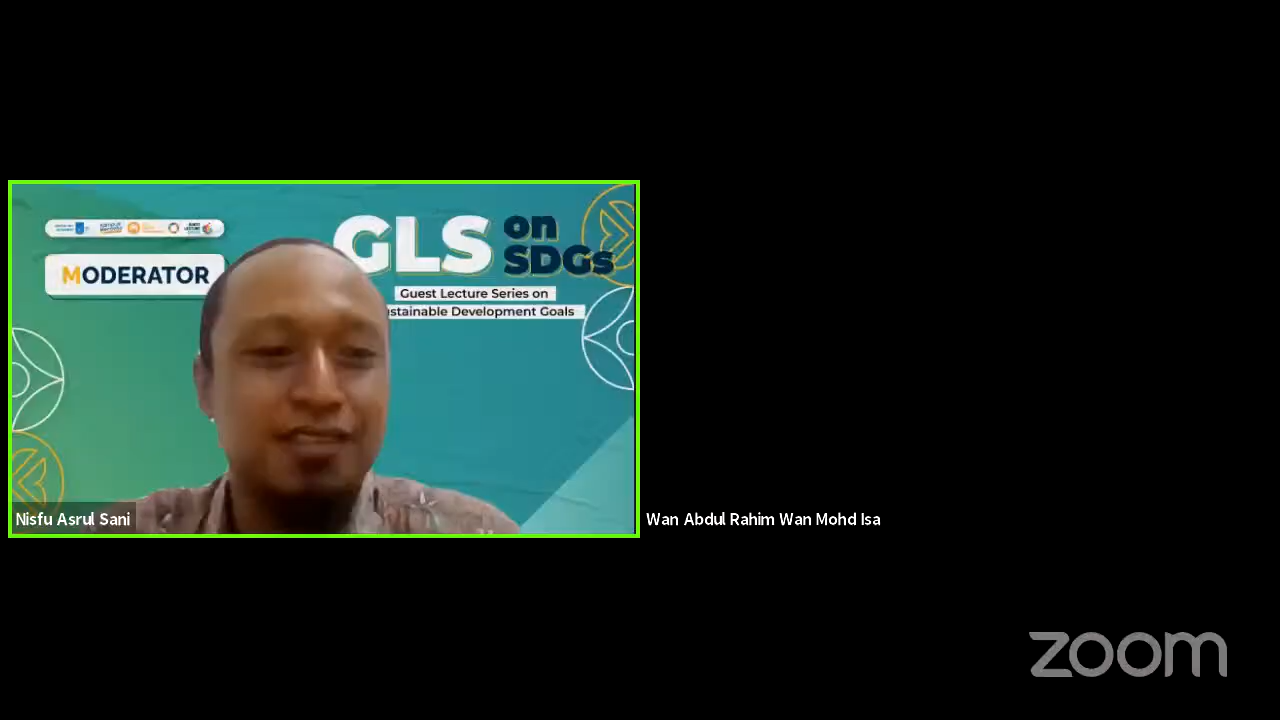 MODERATOR
GLS on SDGs
Guest Lecture Series on
stainable Development Goals
Nisfu Asrul Sani
Wan Abdul Rahim Wan Mohd Isa
zoom